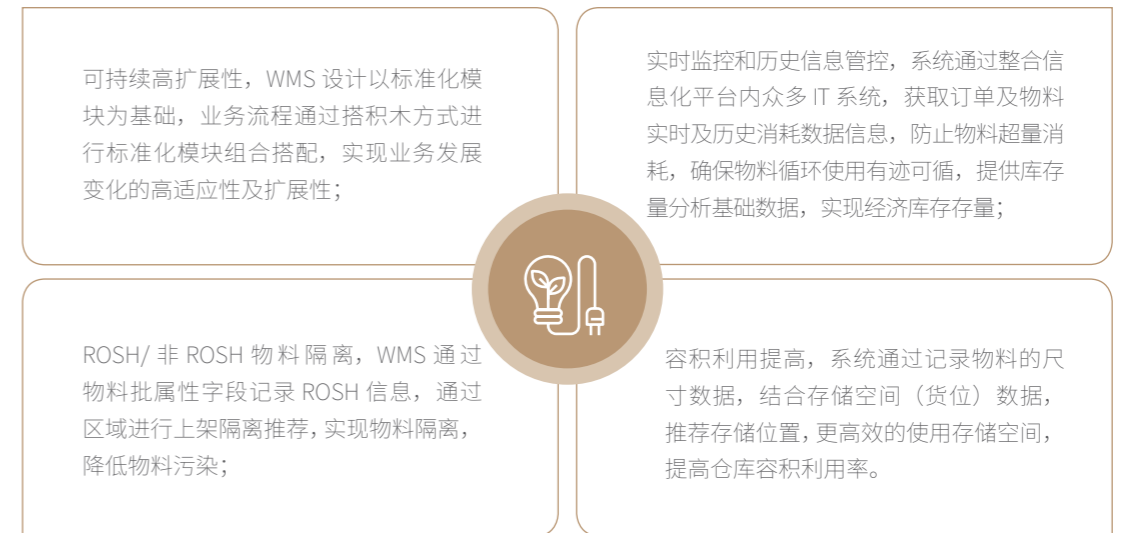 可持续高扩展性，WMS 设计以标准化模
块为基础，业务流程通过搭积木方式进
行标准化模块组合搭配，实现业务发展
变化的高适应性及扩展性；
实时监控和历史信息管控，系统通过整合信
息化平台内众多 IT 系统，获取订单及物料
实时及历史消耗数据信息，防止物料超量消
耗，确保物料循环使用有迹可循，提供库存
量分析基础数据，实现经济库存存量；
ROSH/ 非 ROSH 物料隔离，WMS 通过
物料批属性字段记录 ROSH 信息，通过
区域进行上架隔离推荐，实现物料隔离，
降低物料污染；
容积利用提高，系统通过记录物料的尺
寸数据，结合存储空间（货位）数据，
推荐存储位置，更高效的使用存储空间，
提高仓库容积利用率。